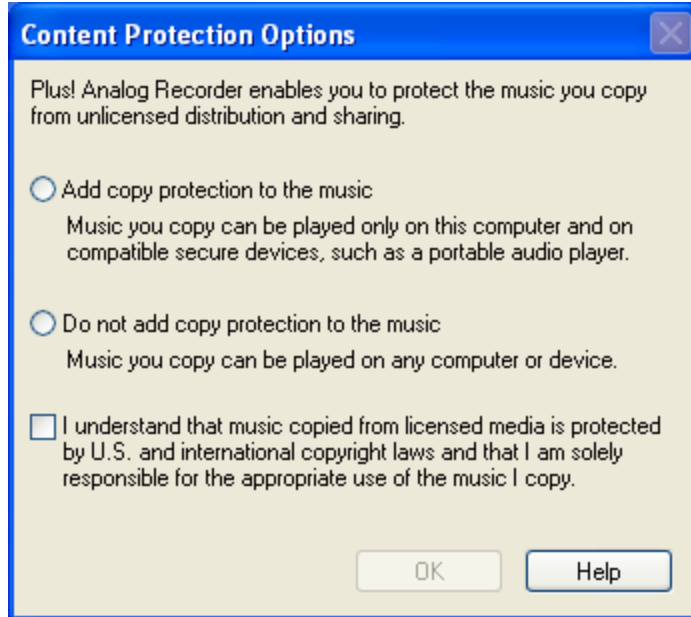 Content Protection Options
Plus! Analog Recorder enables you to protect the music you copy
from unlicensed distribution and sharing.
Add copy protection to the music
Music you copy can be played only on this computer and on
compatible secure devices, such as a portable audio player.
Do not add copy protection to the music
Music you copy can be played on any computer or device.
I understand that music copied from licensed media is protected
by U.S. and international copyright laws and that I am solely
responsible for the appropriate use of the music I copy.
OK
Help